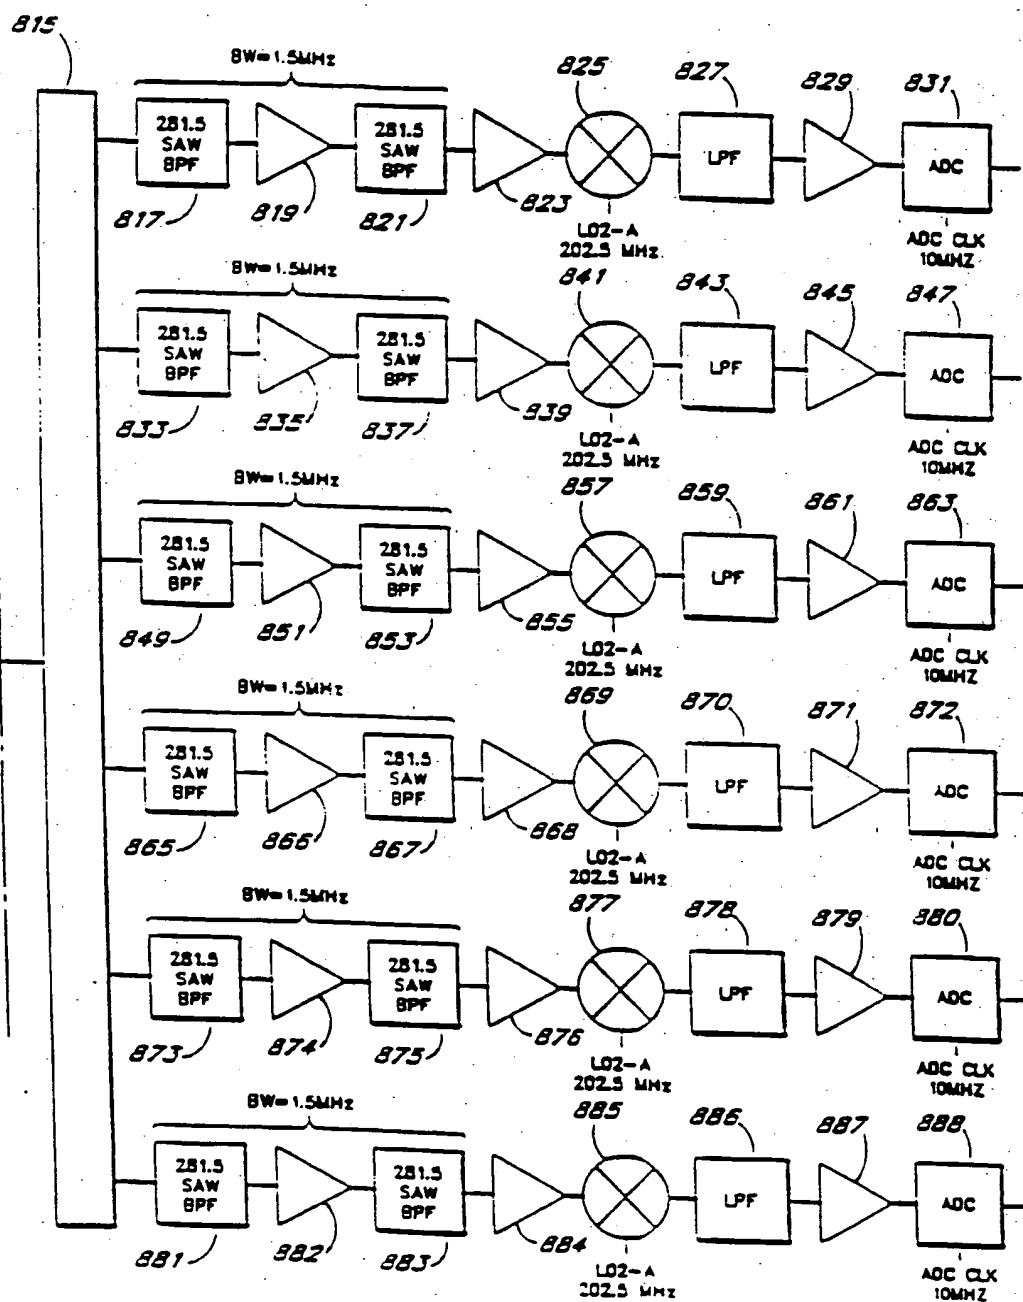 815
BW=1.5MHz
825
827
829
831
281.5
SAW
BPF
281.5
SAW
BPF
LPF
ADC
817
819
821
823
LO2-A
202.5 MHz
ADC CLK
10MHZ
BW=1.5MHz
841
843
845
847
281.5
SAW
BPF
281.5
SAW
BPF
LPF
ADC
833
835
837
839
LO2-A
202.5 MHz
ADC CLK
10MHZ
BW=1.5MHz
857
859
861
863
281.5
SAW
BPF
281.5
SAW
BPF
LPF
ADC
849
851
853
855
LO2-A
202.5 MHz
ADC CLK
10MHZ
BW=1.5MHz
869
870
871
872
281.5
SAW
BPF
281.5
SAW
BPF
LPF
ADC
865
866
867
868
LO2-A
202.5 MHz
ADC CLK
10MHZ
BW=1.5MHz
877
878
879
880
281.5
SAW
BPF
281.5
SAW
BPF
LPF
ADC
873
874
875
876
LO2-A
202.5 MHz
ADC CLK
10MHZ
BW=1.5MHz
885
886
887
888
281.5
SAW
BPF
281.5
SAW
BPF
LPF
ADC
881
882
883
884
LO2-A
202.5 MHz
ADC CLK
10MHZ